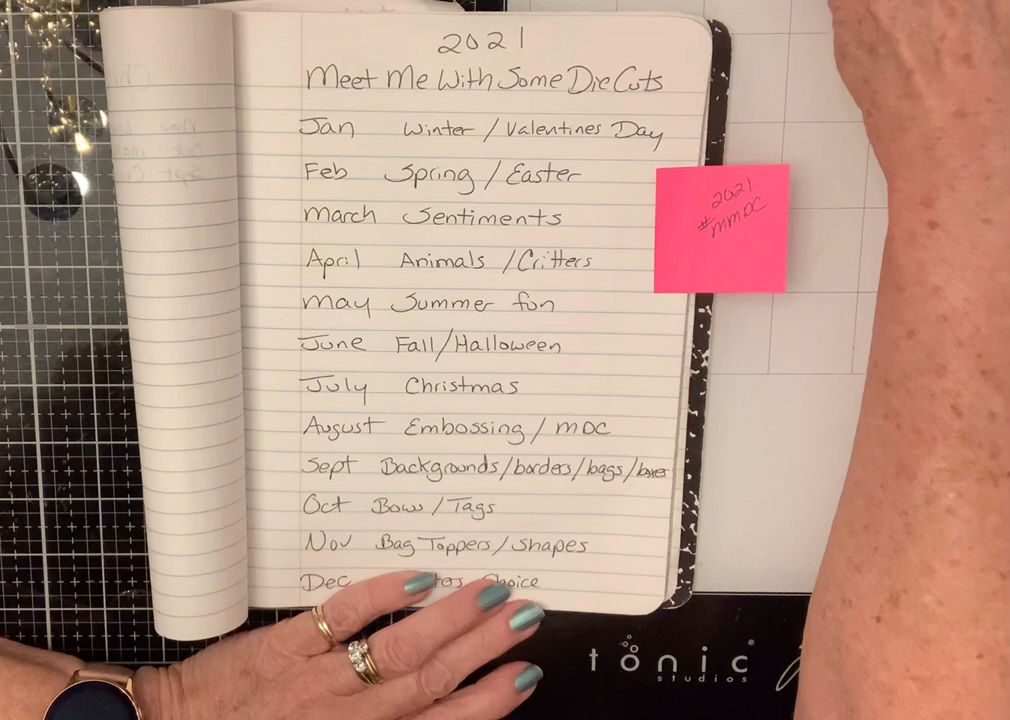 2021
Meet Me With Some Die Cuts
Jan Winter / Valentines Day
Feb Spring / Easter
March Sentiments
April Animals / Critters
May Summer fun
June Fall/Halloween
July Christmas
August Embossing / MDC
Sept Backgrounds/borders/bags/boxes
Oct Bows / Tags
Nov Bag Toppers / Shapes
Dec Choice
2021
#MMDC
tonic
studios